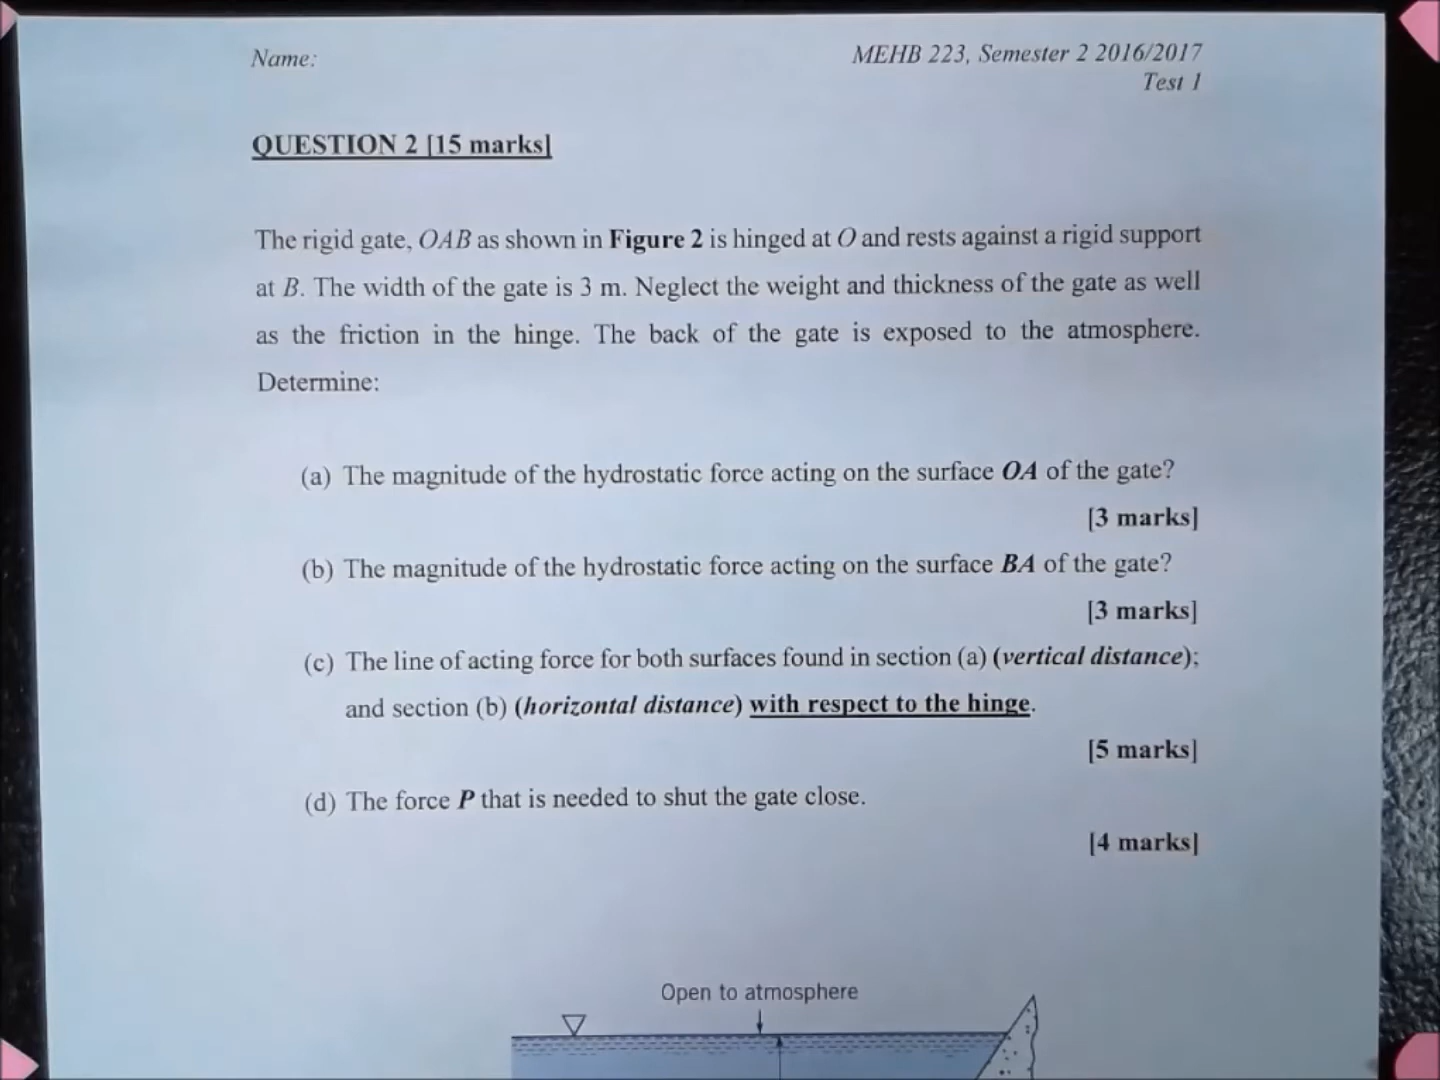 Name:
MEHB 223, Semester 2 2016/2017
Test 1
QUESTION 2 [15 marks]
The rigid gate, OAB as shown in Figure 2 is hinged at O and rests against a rigid support
at B. The width of the gate is 3 m. Neglect the weight and thickness of the gate as well
as the friction in the hinge. The back of the gate is exposed to the atmosphere.
Determine:
(a) The magnitude of the hydrostatic force acting on the surface OA of the gate?
[3 marks]
(b) The magnitude of the hydrostatic force acting on the surface BA of the gate?
[3 marks]
(c) The line of acting force for both surfaces found in section (a) (vertical distance);
and section (b) (horizontal distance) with respect to the hinge.
[5 marks]
(d) The force P that is needed to shut the gate close.
[4 marks]
Open to atmosphere